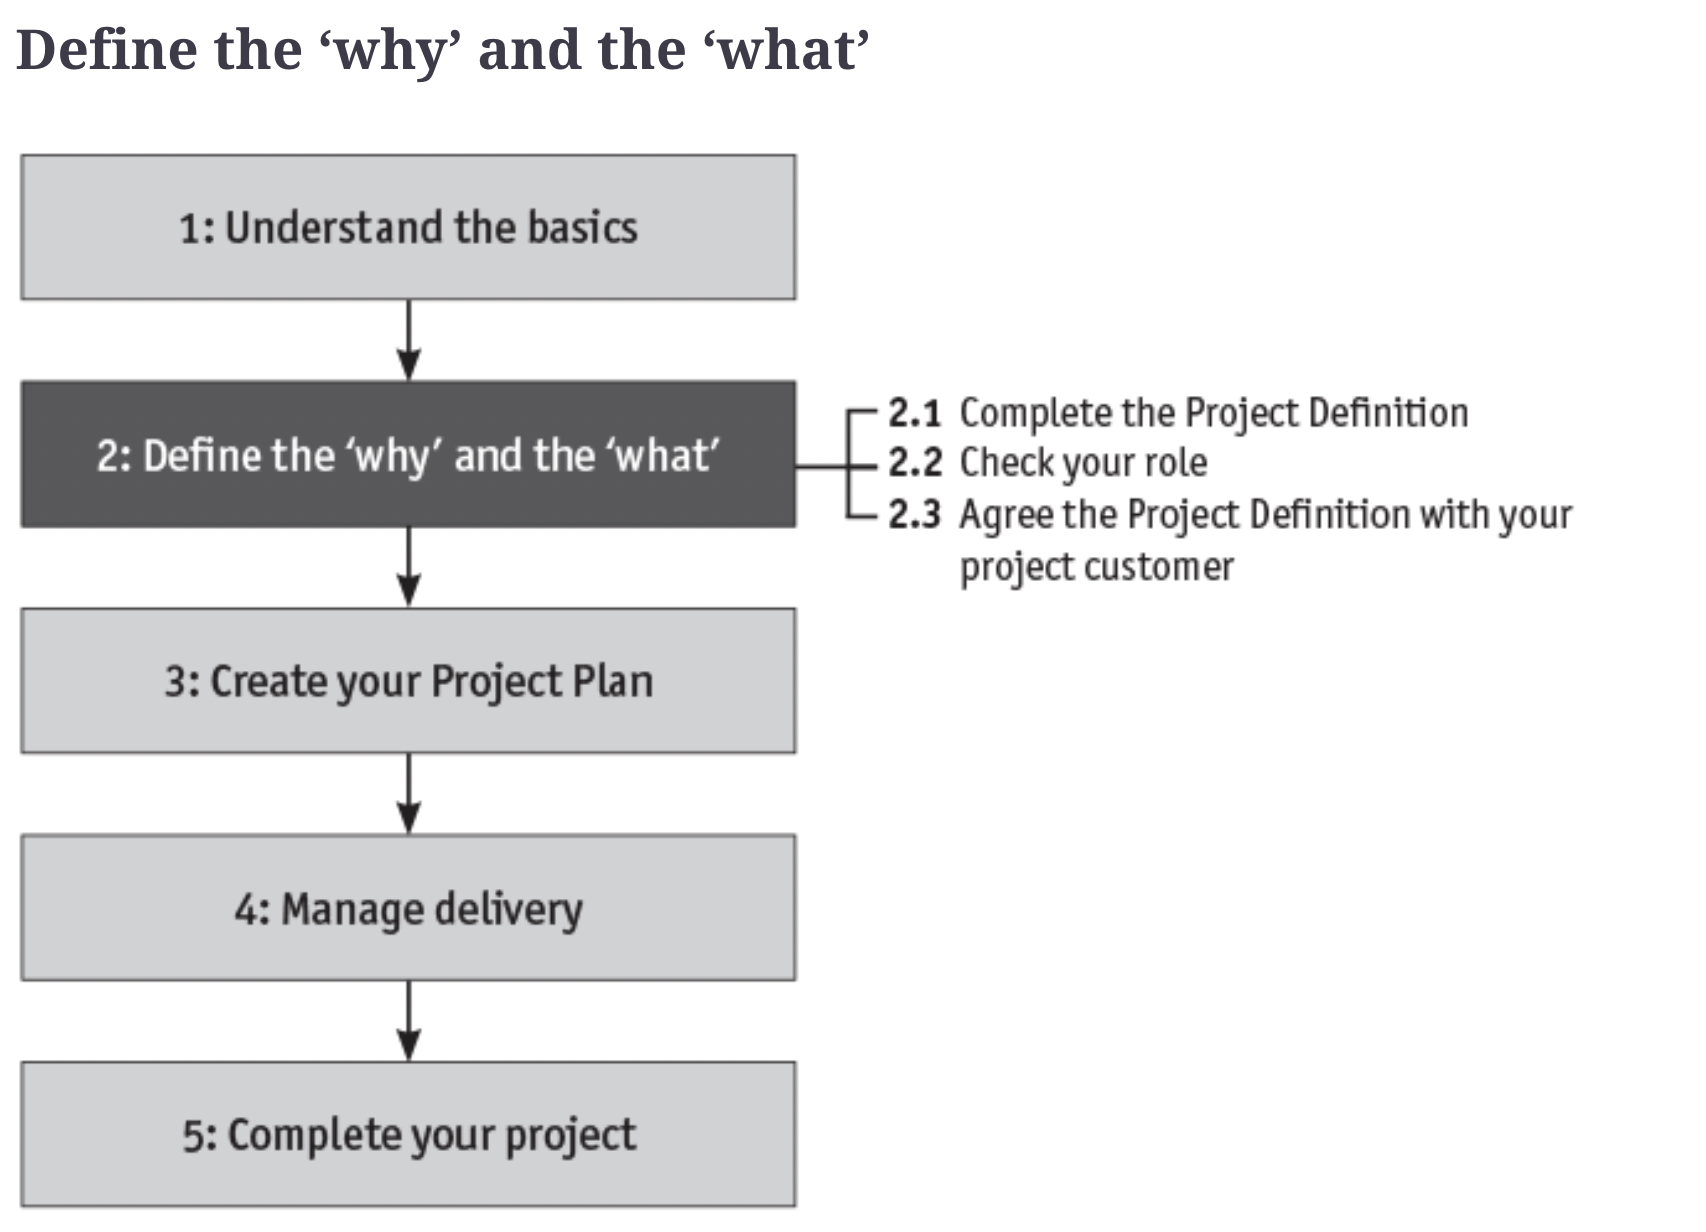 Define the ‘why’ and the ‘what’
1: Understand the basics
2: Define the ‘why’ and the ‘what’
2.1 Complete the Project Definition
2.2 Check your role
2.3 Agree the Project Definition with your
project customer
3: Create your Project Plan
4: Manage delivery
5: Complete your project